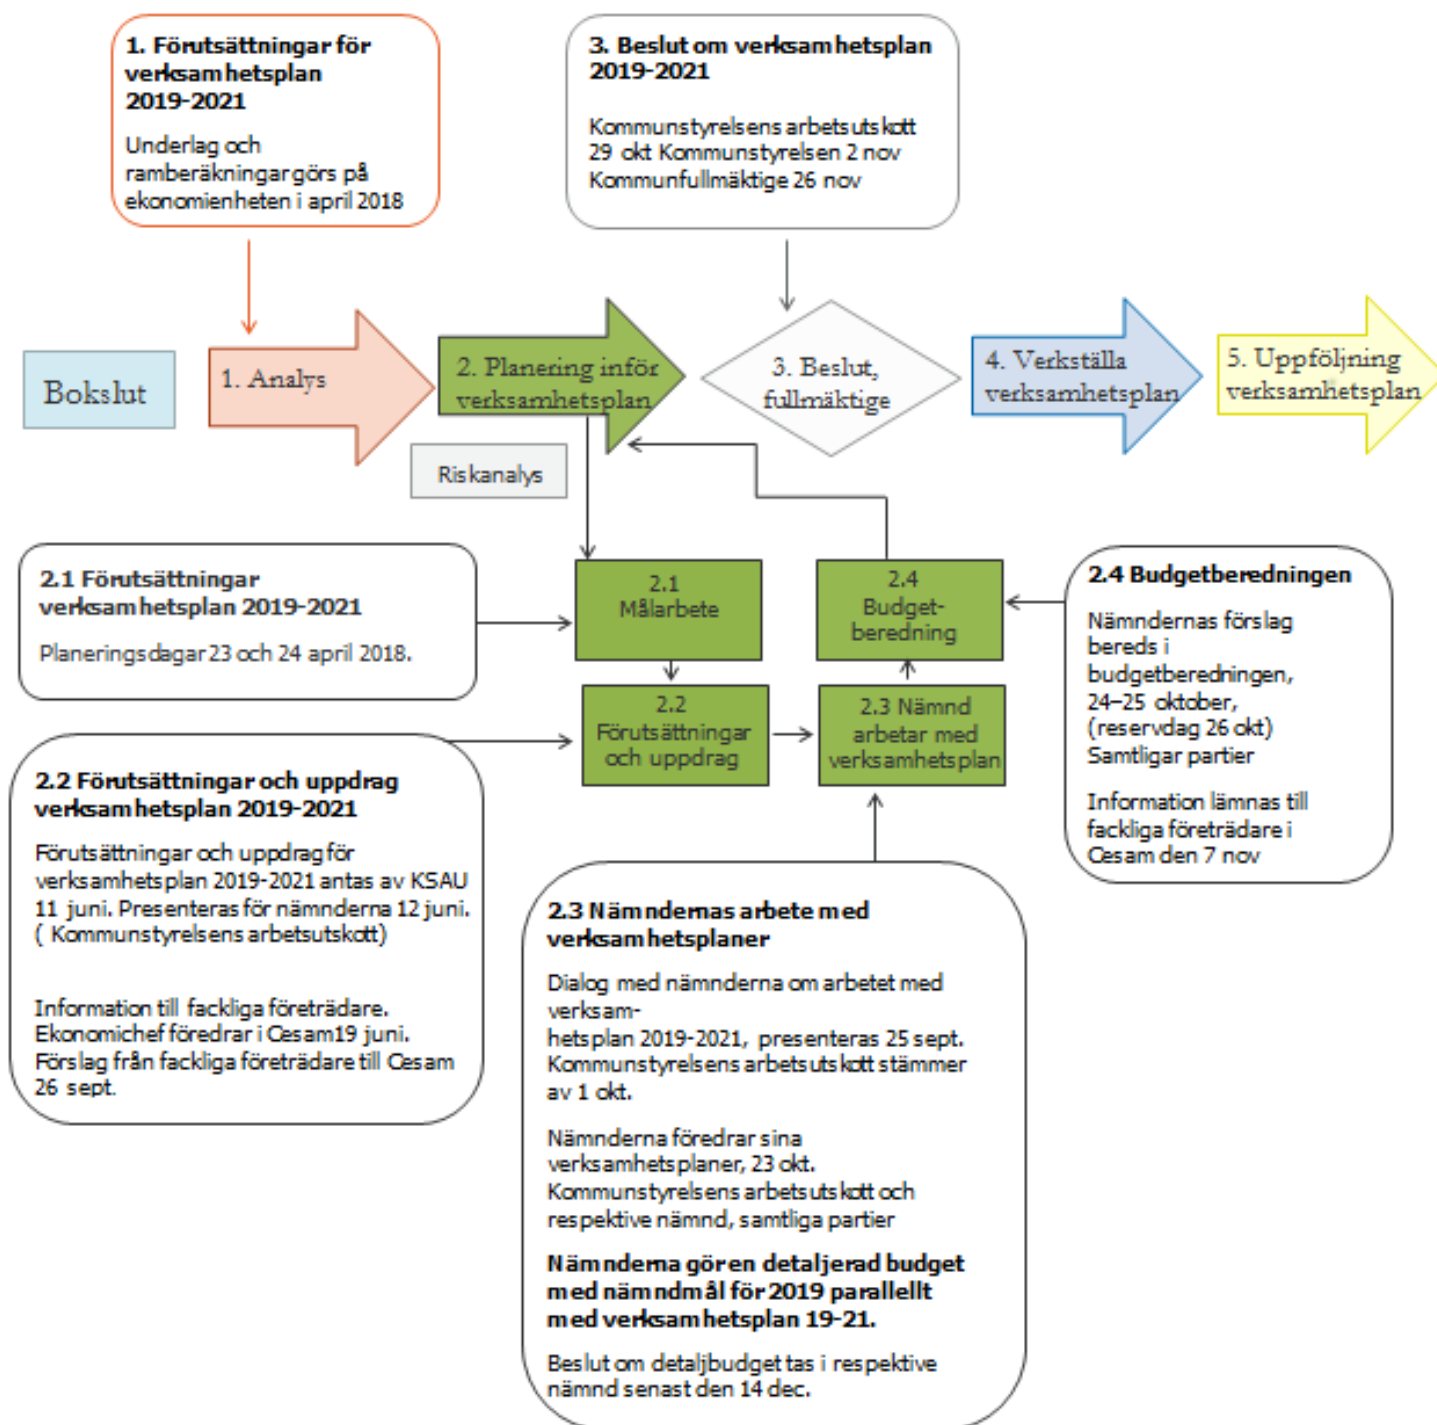 1. Förutsättningar för
verksamhetsplan
2019-2021
Underlag och
ramberäkningar görs på
ekonomienheten i april 2018
3. Beslut om verksamhetsplan
2019-2021
Kommunstyrelsens arbetsutskott
29 okt Kommunstyrelsen 2 nov
Kommunfullmäktige 26 nov
Bokslut
1. Analys
2. Planering inför
verksamhetsplan
3. Beslut,
fullmäktige
4. Verkställa
verksamhetsplan
5. Uppföljning
verksamhetsplan
Riskanalys
2.1 Förutsättningar
verksamhetsplan 2019-2021
Planeringsdagar 23 och 24 april 2018.
2.1
Målarbete
2.4
Budget-
beredning
2.2
Förutsättningar
och uppdrag
2.3 Nämnd
arbetar med
verksamhetsplan
2.4 Budgetberedningen
Nämndernas förslag
bereds i
budgetberedningen,
24–25 oktober,
(reservdag 26 okt)
Samtligar partier
Information lämnas till
fackliga företrädare i
Cesam den 7 nov
2.2 Förutsättningar och uppdrag
verksamhetsplan 2019-2021
Förutsättningar och uppdrag för
verksamhetsplan 2019-2021 antas av KSAU
11 juni. Presenteras för nämnderna 12 juni.
( Kommunstyrelsens arbetsutskott)
Information till fackliga företrädare.
Ekonomichef föredrar i Cesam19 juni.
Förslag från fackliga företrädare till Cesam
26 sept.
2.3 Nämndernas arbete med
verksamhetsplaner
Dialog med nämnderna om arbetet med
verksam-
hetsplan 2019-2021, presenteras 25 sept.
Kommunstyrelsens arbetsutskott stämmer
av 1 okt.
Nämnderna föredrar sina
verksamhetsplaner, 23 okt.
Kommunstyrelsens arbetsutskott och
respektive nämnd, samtliga partier
Nämnderna gör en detaljerad budget
med nämndmål för 2019 parallellt
med verksamhetsplan 19-21.
Beslut om detaljbudget tas i respektive
nämnd senast den 14 dec.